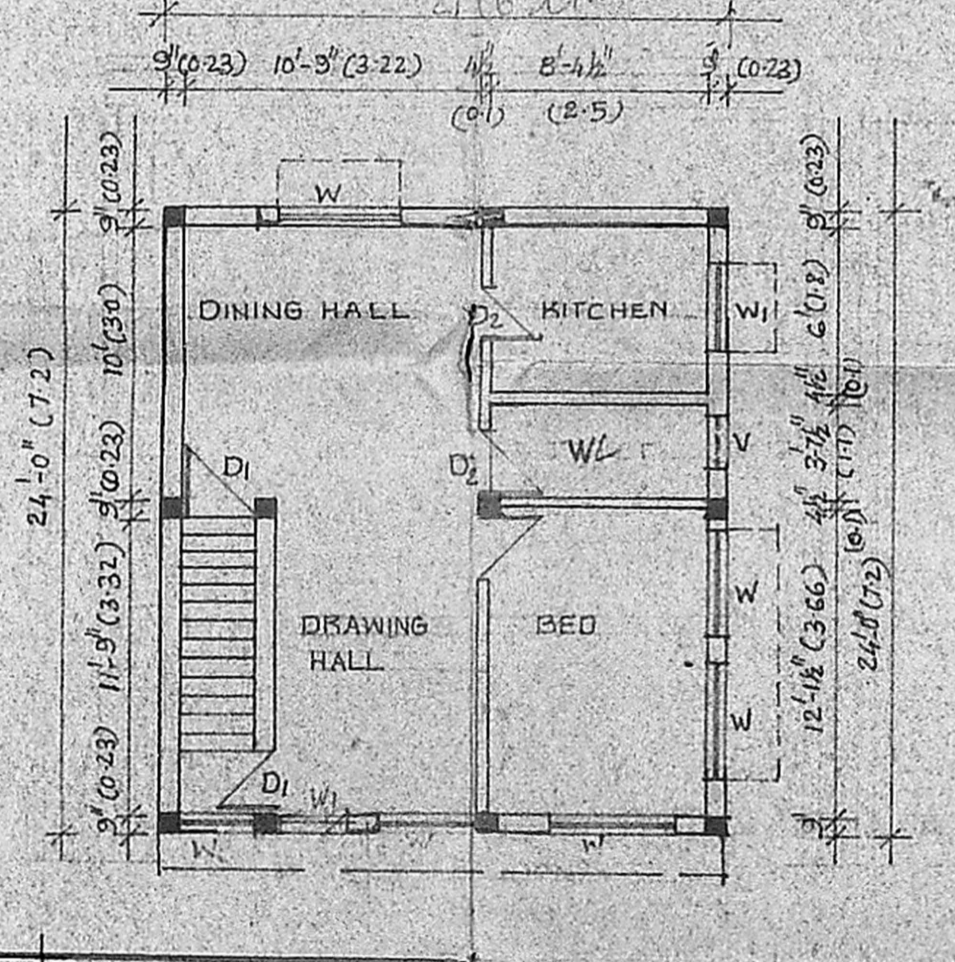 9"(0.23) 10'-9"(3.22) 4½" 8'-4½" 9" (0.23)
(0.1) (2.5)
W
DINING HALL
D2
KITCHEN
W1
D1
D2
V
DRAWING
HALL
BED
W
W
D1
W1
W
W
W
24'-0" (7.2)
9"(0.23)
10'(3.0)
9"(0.23)
11'-9"(3.32)
9"(0.23)
9"(0.23)
6'(1.8)
4½" (0.1)
3'-7½" (1.1)
4½" (0.1)
12'-1½"(3.66)
9"
24'-0"(7.2)